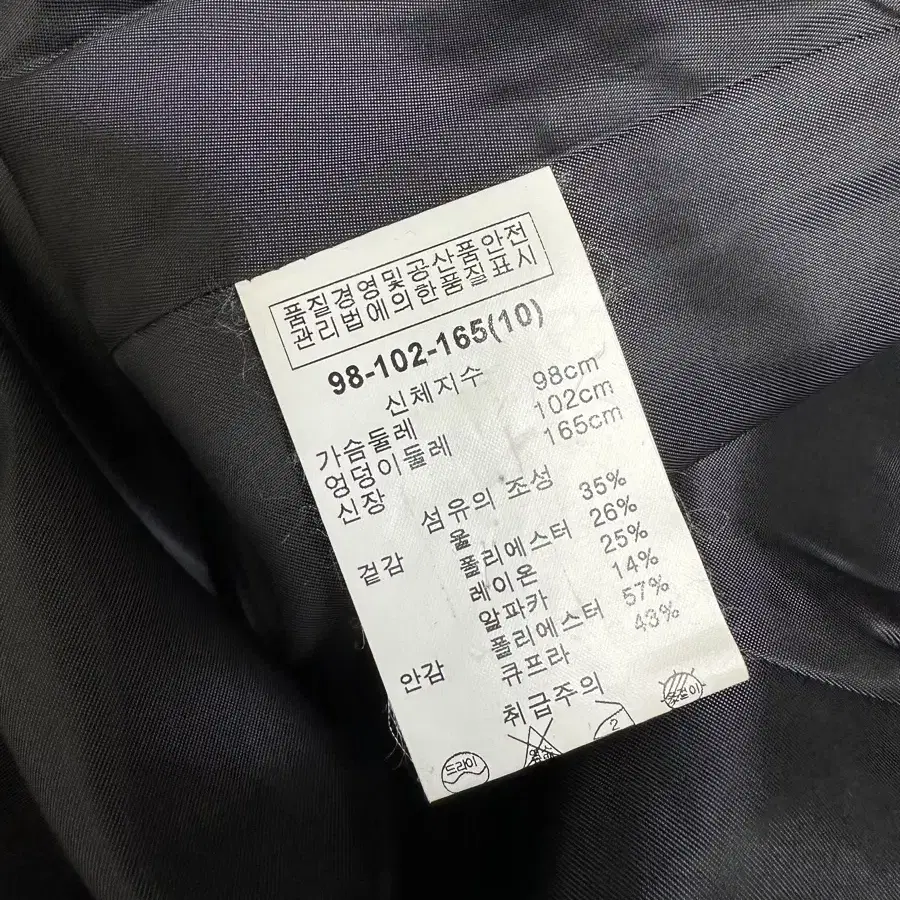 품질경영및공산품안전
관리법에의한품질표시
98-102-165(10)
신체지수
가슴둘레 98cm
엉덩이둘레 102cm
신장 165cm
섬유의 조성
겉감 울 35%
폴리에스터 26%
레이온 25%
알파카 14%
안감 폴리에스터 57%
큐프라 43%
취급주의
드라이
2
옷걸이